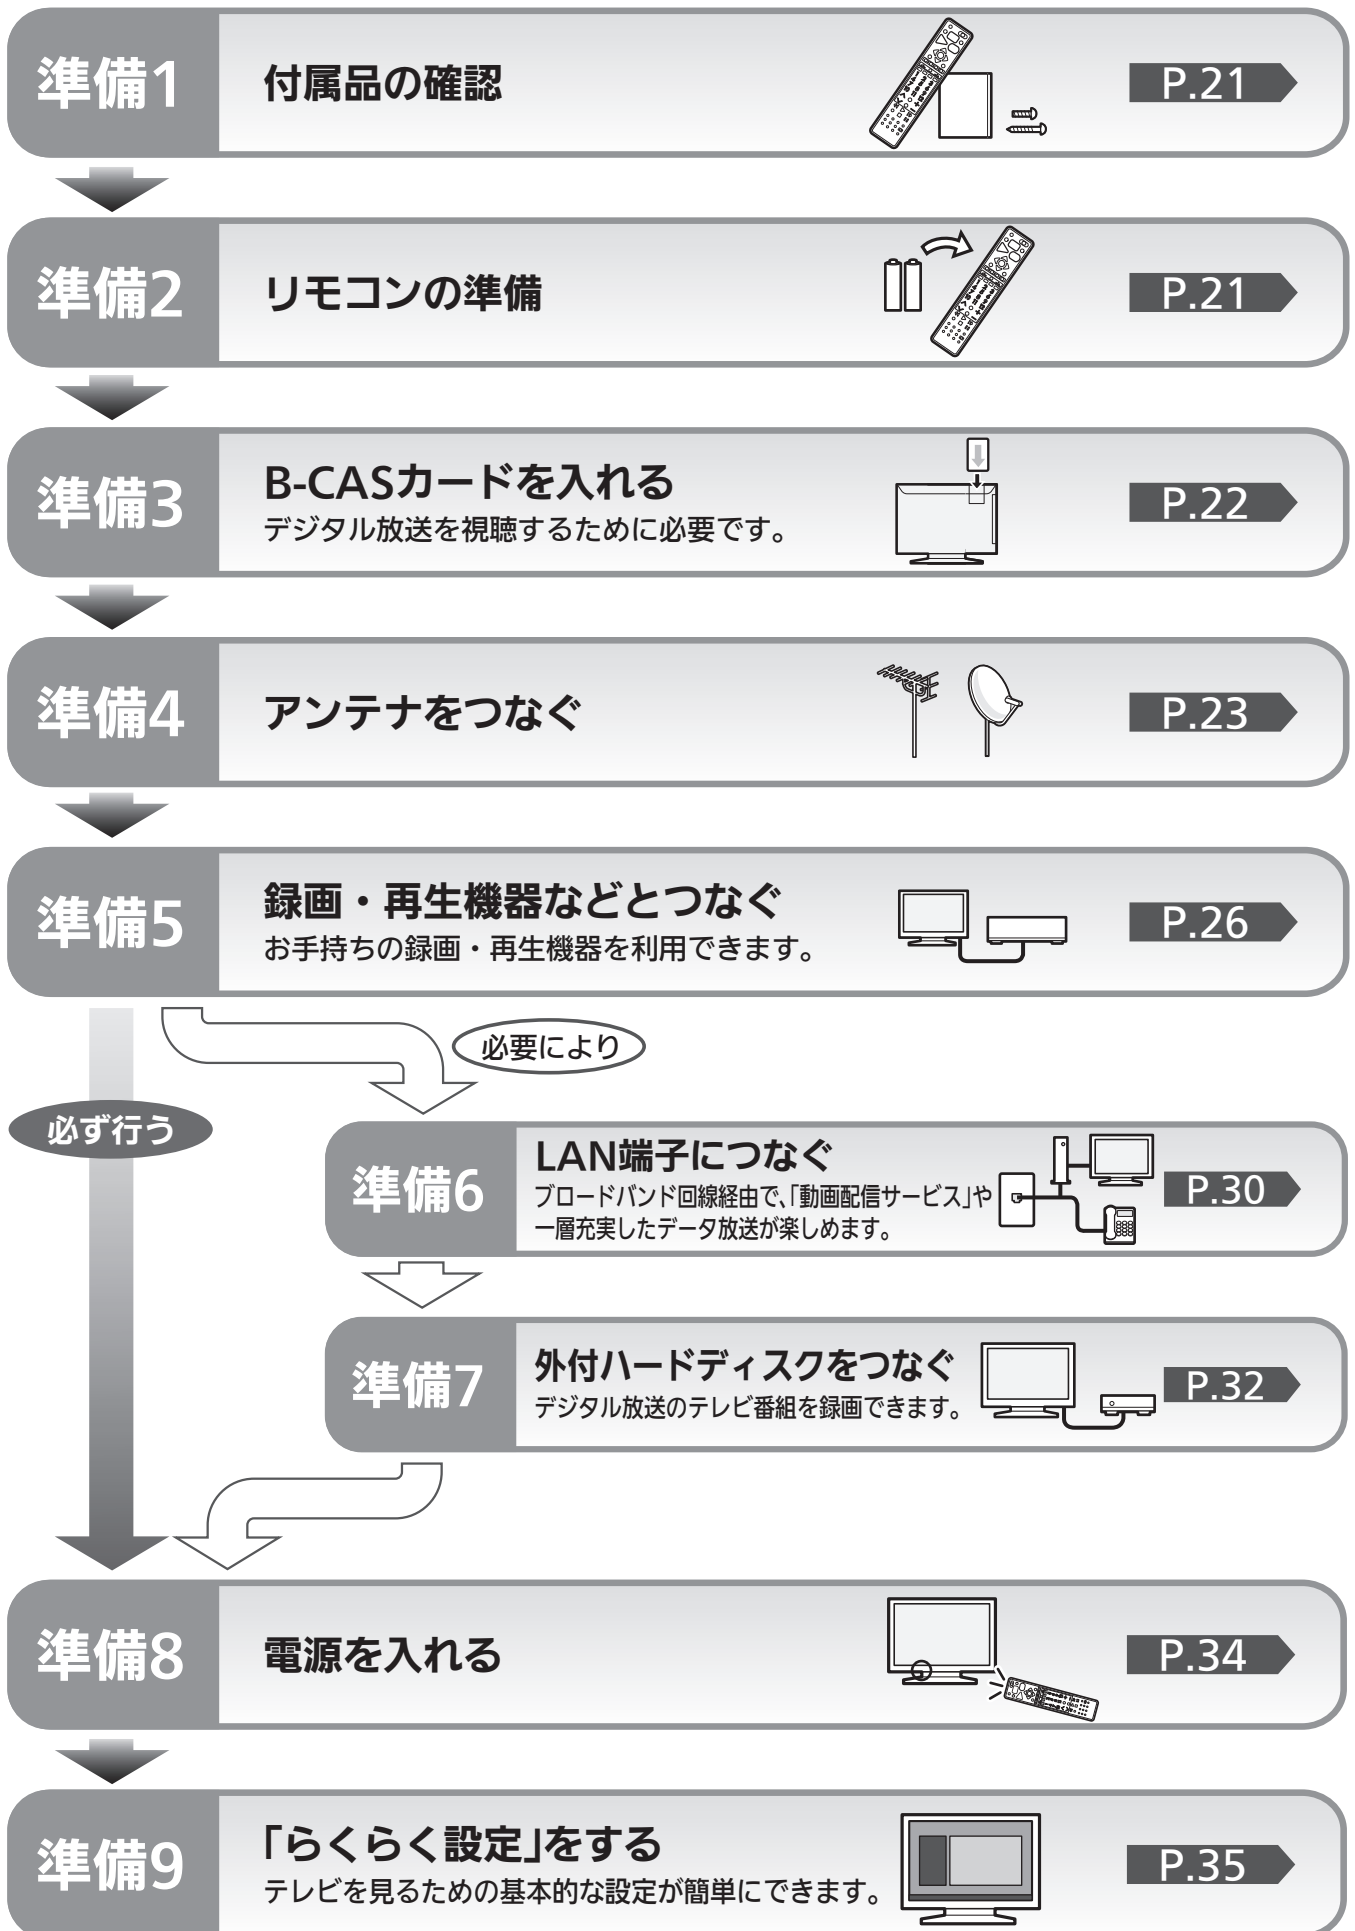 準備1
付属品の確認
P.21
準備2
リモコンの準備
P.21
準備3
B-CASカードを入れる
デジタル放送を視聴するために必要です。
P.22
準備4
アンテナをつなぐ
P.23
準備5
録画・再生機器などとつなぐ
お手持ちの録画・再生機器を利用できます。
P.26
必要により
必ず行う
準備6
LAN端子につなぐ
ブロードバンド回線経由で、「動画配信サービス」や
一層充実したデータ放送が楽しめます。
P.30
準備7
外付ハードディスクをつなぐ
デジタル放送のテレビ番組を録画できます。
P.32
準備8
電源を入れる
P.34
準備9
「らくらく設定」をする
テレビを見るための基本的な設定が簡単にできます。
P.35